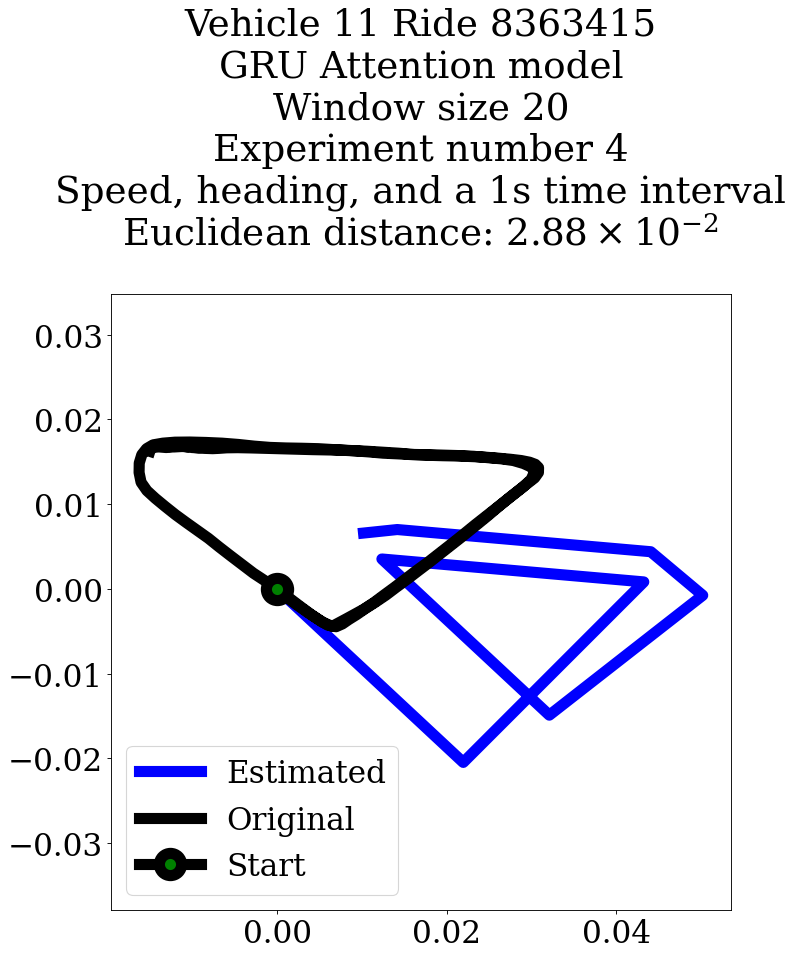 Vehicle 11 Ride 8363415
GRU Attention model
Window size 20
Experiment number 4
Speed, heading, and a 1s time interval
Euclidean distance: 2.88 × 10⁻²
0.03
0.02
0.01
0.00
−0.01
−0.02
−0.03
Estimated
Original
Start
0.00 0.02 0.04